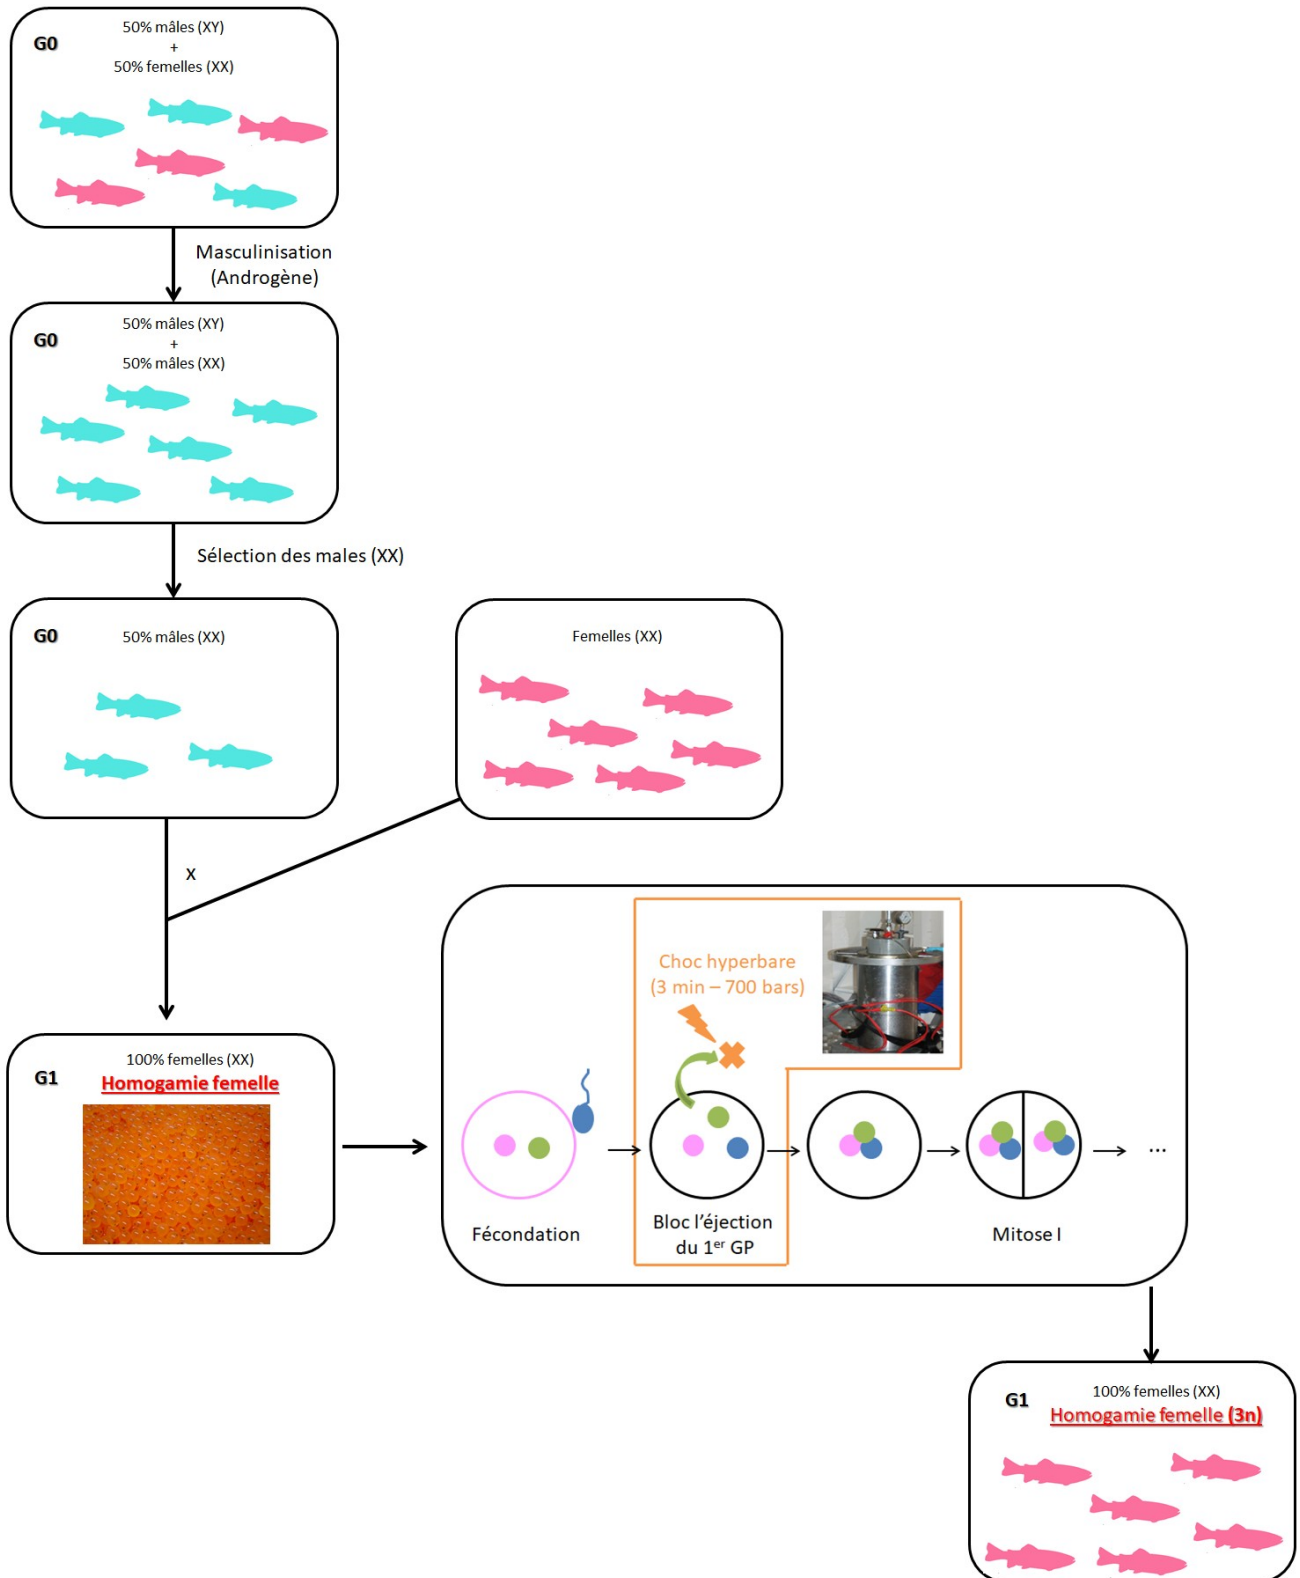 G0
50% mâles (XY)
+
50% femelles (XX)
Masculinisation
(Androgène)
G0
50% mâles (XY)
+
50% mâles (XX)
Sélection des males (XX)
G0
50% mâles (XX)
Femelles (XX)
X
G1
100% femelles (XX)
Homogamie femelle
Choc hyperbare
(3 min – 700 bars)
Fécondation
Bloc l’éjection
du 1er GP
Mitose I
...
G1
100% femelles (XX)
Homogamie femelle (3n)